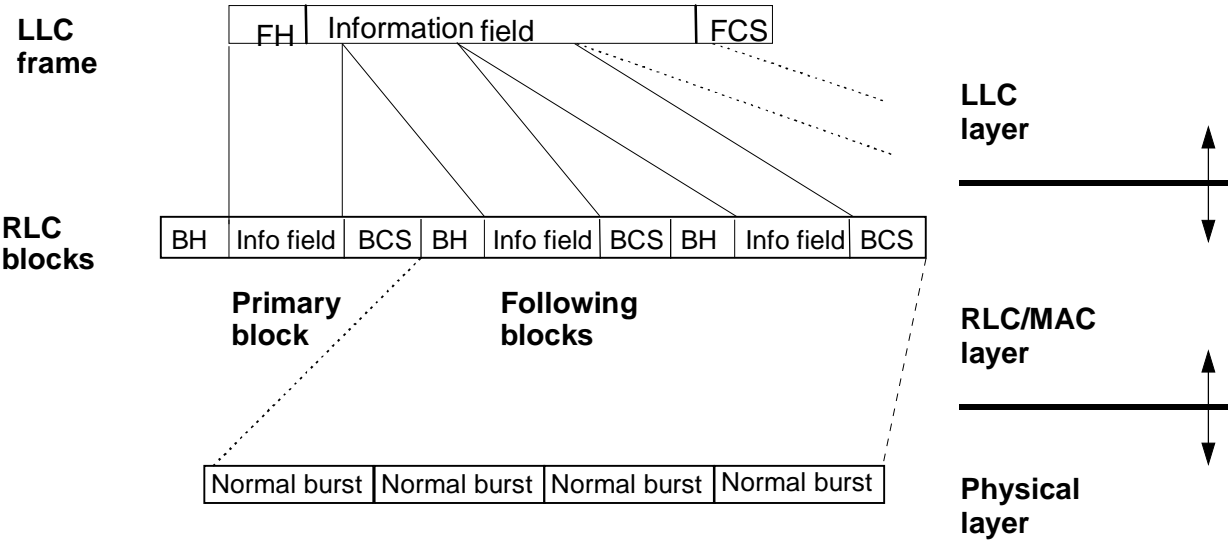 LLC
frame
FH Information field FCS
LLC
layer
RLC
blocks
BH Info field BCS BH Info field BCS BH Info field BCS
Primary
block
Following
blocks
RLC/MAC
layer
Normal burst Normal burst Normal burst Normal burst
Physical
layer